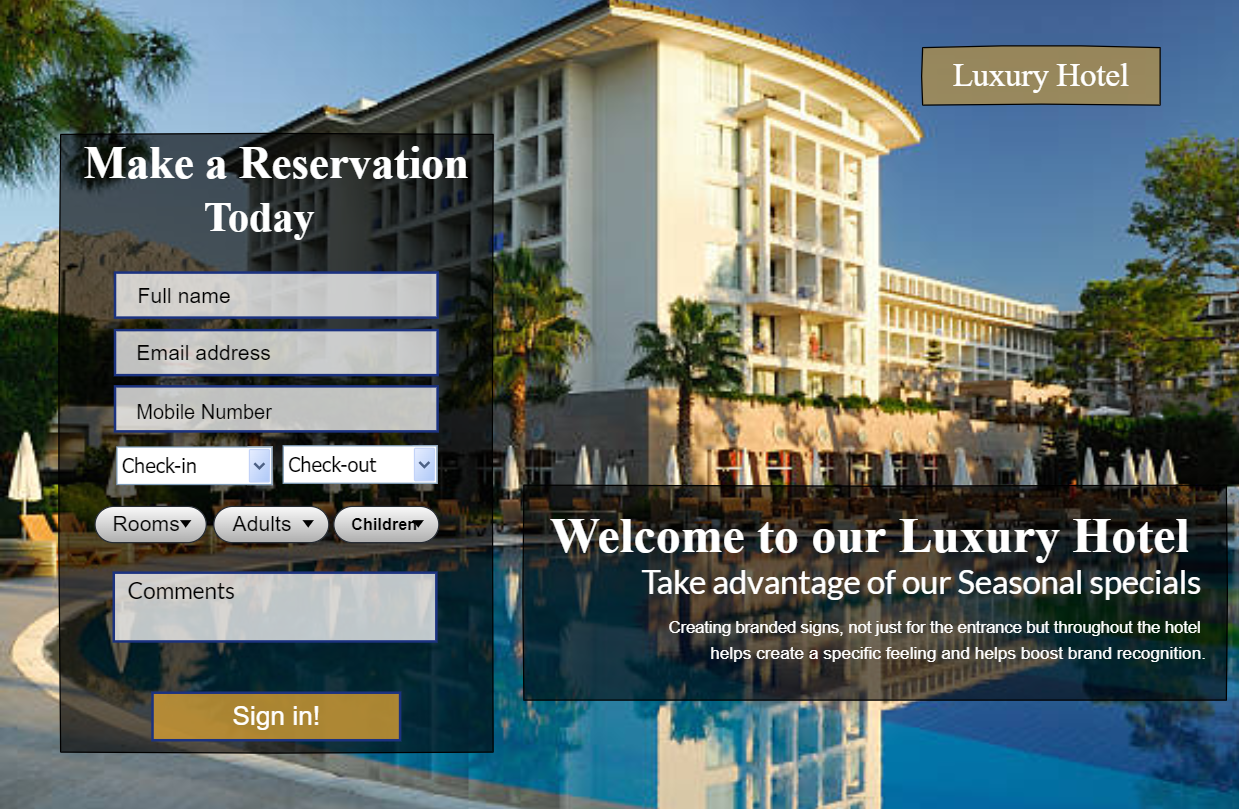 Luxury Hotel
Make a Reservation
Today
Full name
Email address
Mobile Number
Check-in
Check-out
Rooms
Adults
Children
Comments
Sign in!
Welcome to our Luxury Hotel
Take advantage of our Seasonal specials
Creating branded signs, not just for the entrance but throughout the hotel
helps create a specific feeling and helps boost brand recognition.